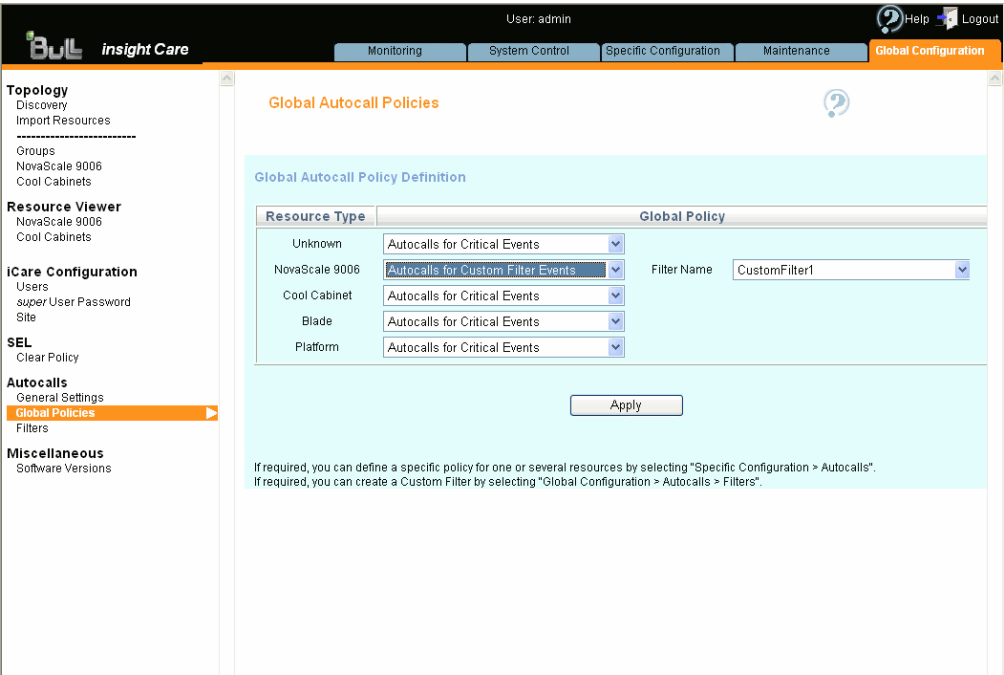 User: admin
Help Logout
Bull insight Care
Monitoring System Control Specific Configuration Maintenance Global Configuration
Topology
Discovery
Import Resources
-------------------------
Groups
NovaScale 9006
Cool Cabinets
Resource Viewer
NovaScale 9006
Cool Cabinets
iCare Configuration
Users
super User Password
Site
SEL
Clear Policy
Autocalls
General Settings
Global Policies
Filters
Miscellaneous
Software Versions
Global Autocall Policies
?
Global Autocall Policy Definition
Resource Type Global Policy
Unknown Autocalls for Critical Events
NovaScale 9006 Autocalls for Custom Filter Events Filter Name CustomFilter1
Cool Cabinet Autocalls for Critical Events
Blade Autocalls for Critical Events
Platform Autocalls for Critical Events
Apply
If required, you can define a specific policy for one or several resources by selecting "Specific Configuration > Autocalls".
If required, you can create a Custom Filter by selecting "Global Configuration > Autocalls > Filters".